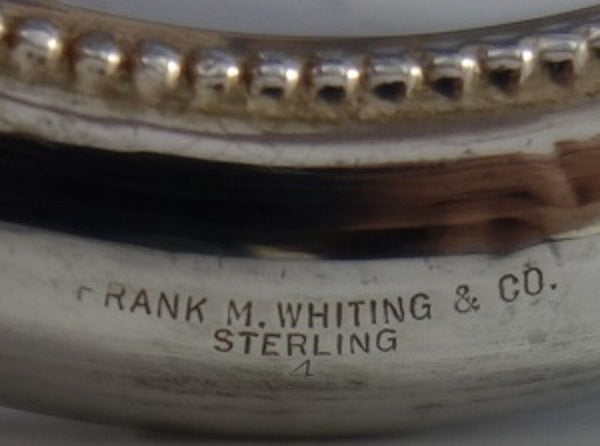 FRANK M. WHITING & CO.
STERLING
4